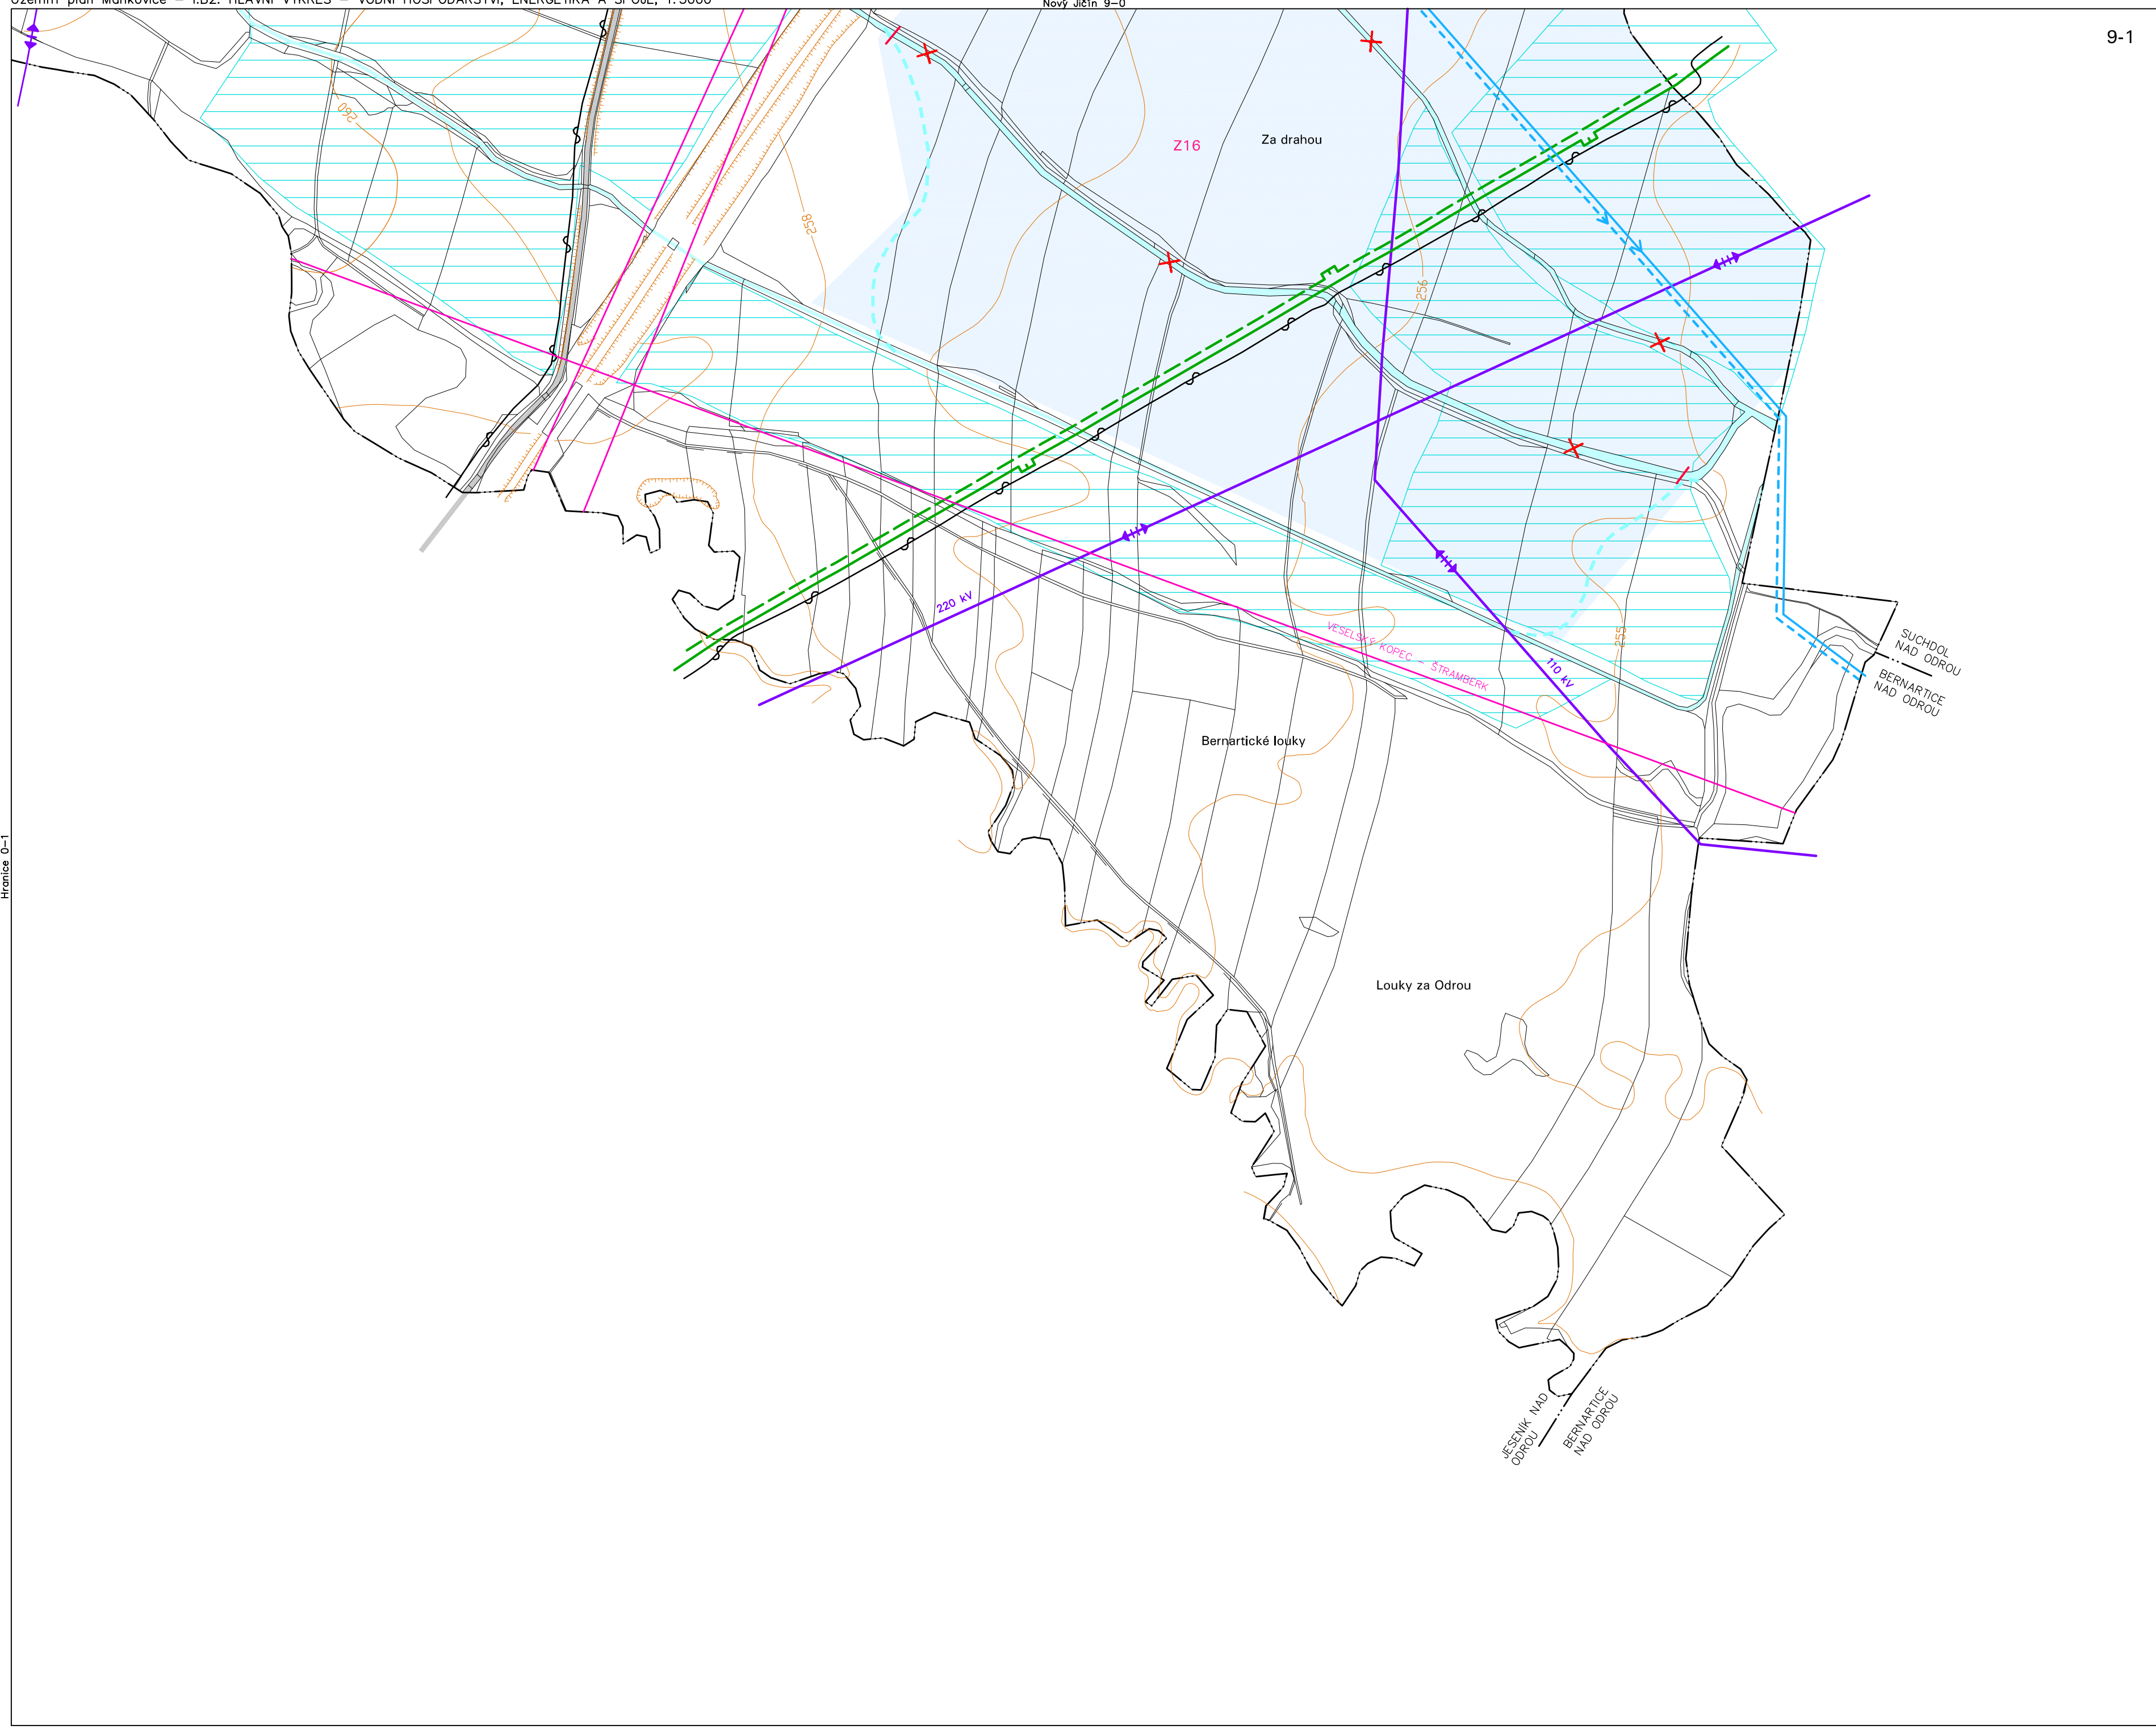 Územní plán Mankovice – I.B2. HLAVNÍ VÝKRES – VODNÍ HOSPODÁŘSTVÍ, ENERGETIKA A SPOJE, 1:5000
Nový Jičín 9-0
9-1
260
Z16
Za drahou
258
256
220 kV
VESELSKÝ KOPEC – ŠTRAMBERK
255
110 kV
SUCHDOL
NAD ODROU
BERNARTICE
NAD ODROU
Bernartické louky
Hranice 0-1
Louky za Odrou
JESENÍK NAD
ODROU
BERNARTICE
NAD ODROU